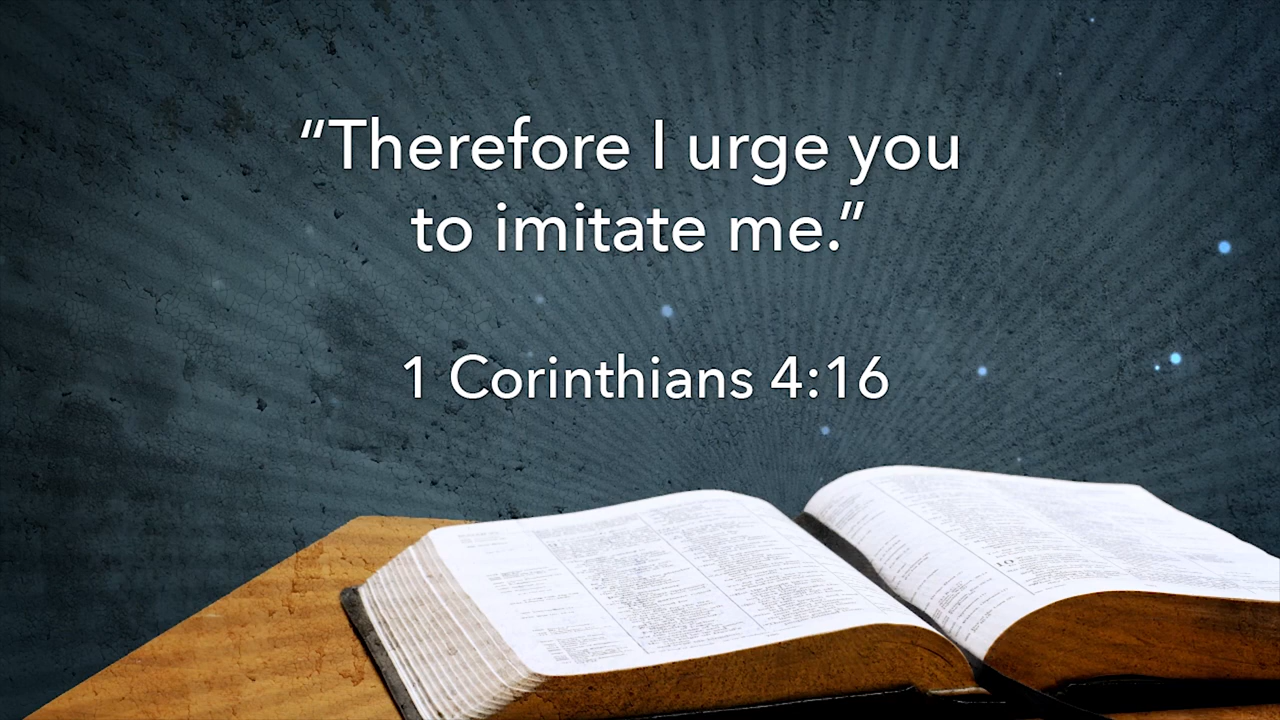 “Therefore I urge you
to imitate me.”
1 Corinthians 4:16